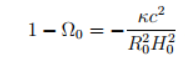 1 − Ω₀ = − κc² / R₀²H₀²